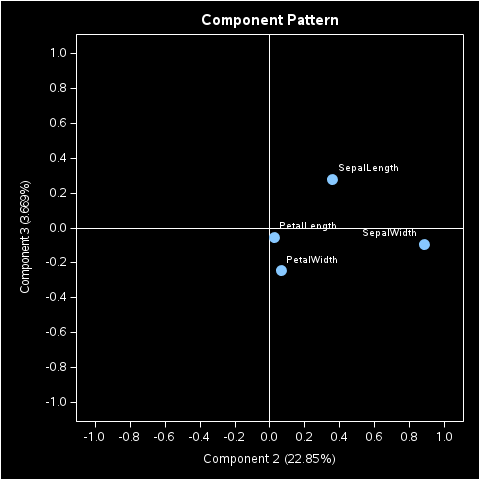 Component Pattern
1.0
0.8
0.6
0.4
0.2
0.0
-0.2
-0.4
-0.6
-0.8
-1.0
Component 3 (3.669%)
SepalLength
PetalLength
SepalWidth
PetalWidth
-1.0 -0.8 -0.6 -0.4 -0.2 0.0 0.2 0.4 0.6 0.8 1.0
Component 2 (22.85%)